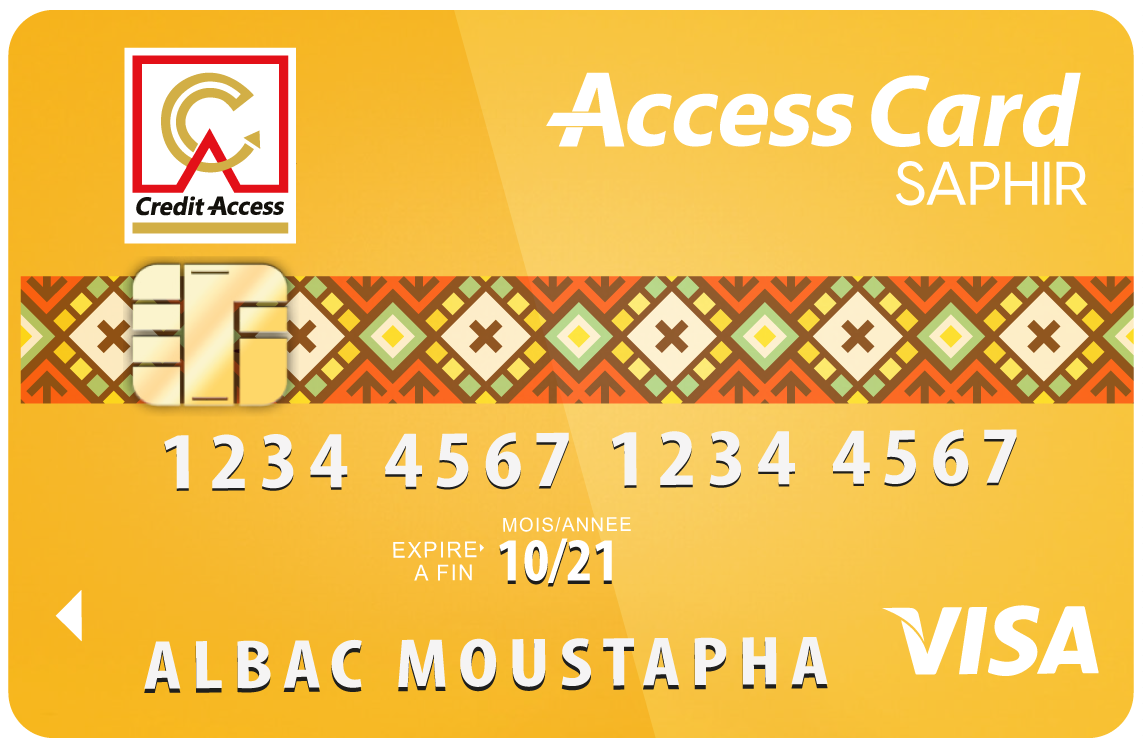 Credit Access
Access Card
SAPHIR
1234 4567 1234 4567
MOIS/ANNEE
EXPIRE
A FIN
10/21
ALBAC MOUSTAPHA
VISA